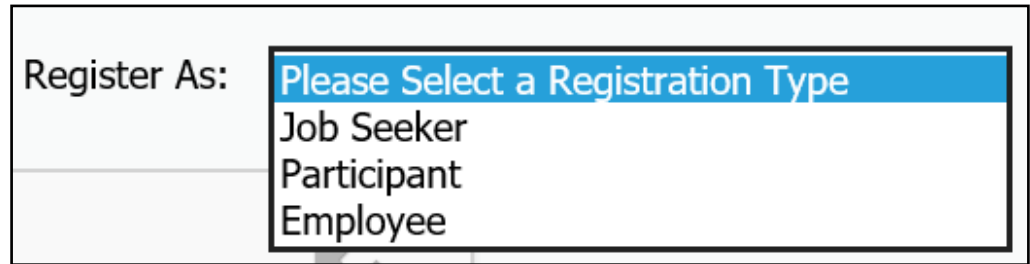 Register As:
Please Select a Registration Type
Job Seeker
Participant
Employee